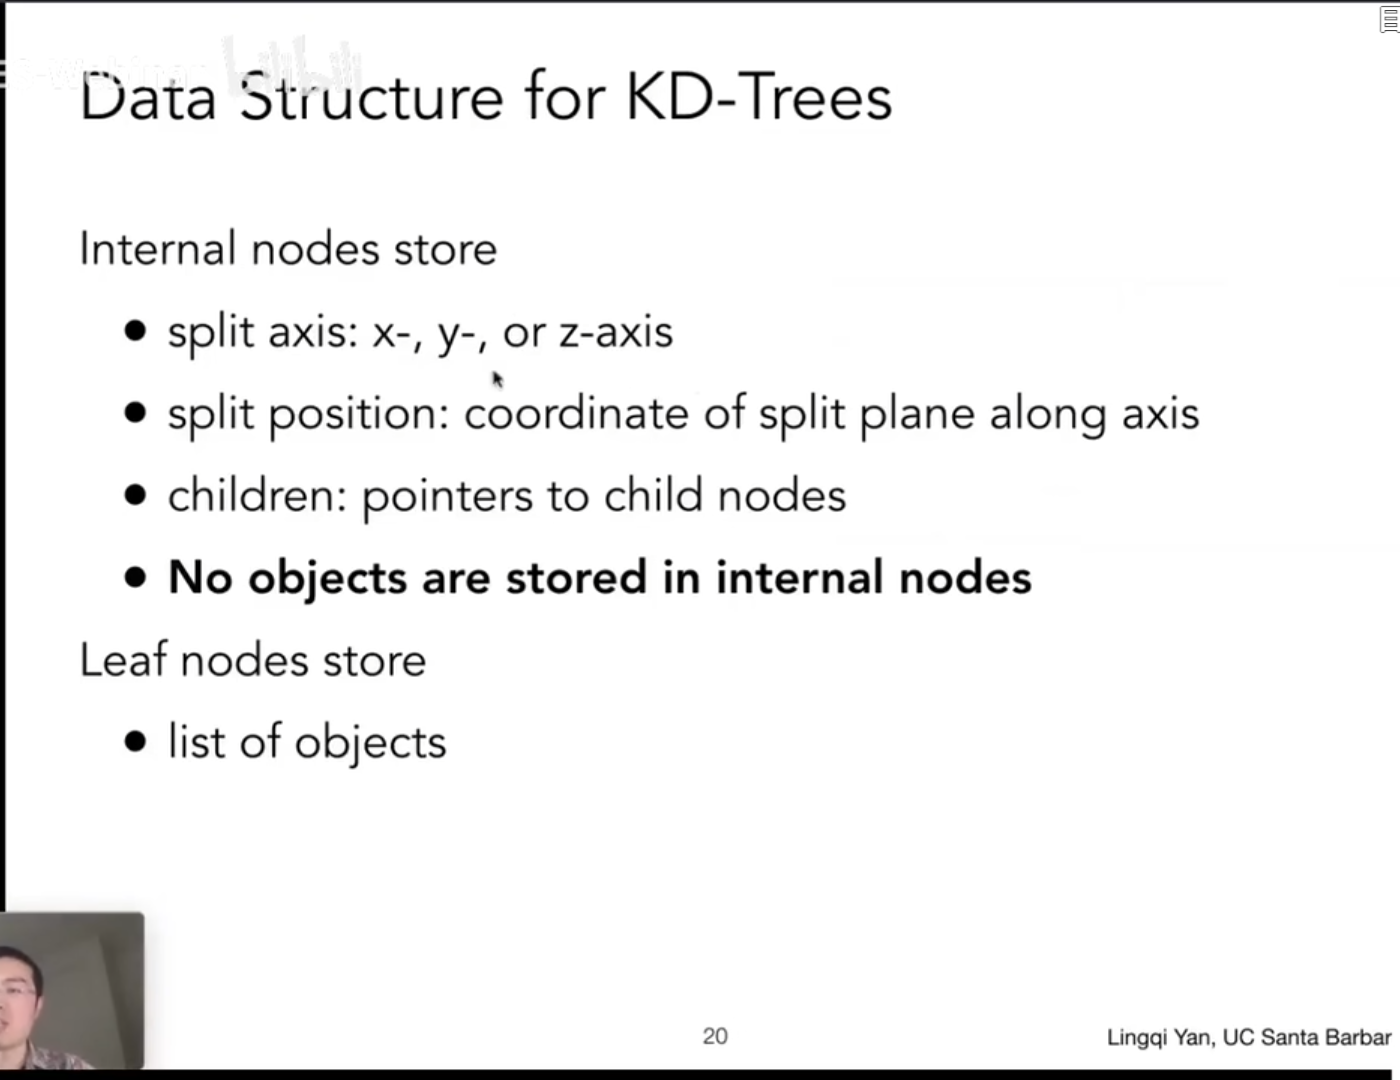 Data Structure for KD-Trees
Internal nodes store
● split axis: x-, y-, or z-axis
● split position: coordinate of split plane along axis
● children: pointers to child nodes
● No objects are stored in internal nodes
Leaf nodes store
● list of objects
20
Lingqi Yan, UC Santa Barbar